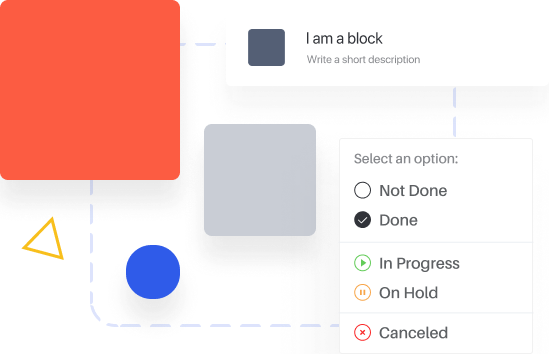 I am a block
Write a short description
Select an option:
Not Done
Done
In Progress
On Hold
Canceled